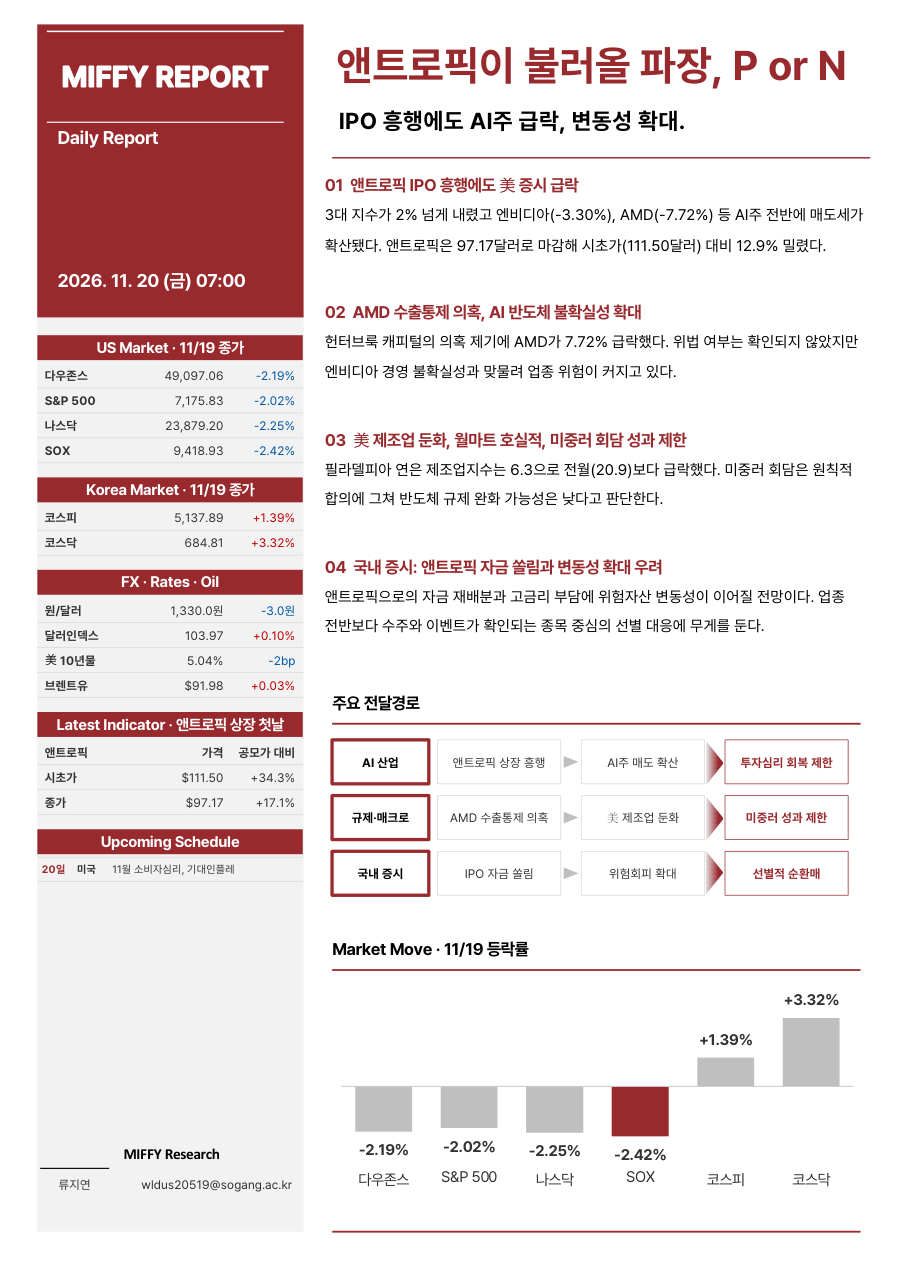 MIFFY REPORT
Daily Report
2026. 11. 20 (금) 07:00
US Market · 11/19 종가
다우존스 49,097.06 -2.19%
S&P 500 7,175.83 -2.02%
나스닥 23,879.20 -2.25%
SOX 9,418.93 -2.42%
Korea Market · 11/19 종가
코스피 5,137.89 +1.39%
코스닥 684.81 +3.32%
FX · Rates · Oil
원/달러 1,330.0원 -3.0원
달러인덱스 103.97 +0.10%
美 10년물 5.04% -2bp
브렌트유 $91.98 +0.03%
Latest Indicator · 앤트로픽 상장 첫날
앤트로픽 가격 공모가 대비
시초가 $111.50 +34.3%
종가 $97.17 +17.1%
Upcoming Schedule
20일 미국 11월 소비자심리, 기대인플레
MIFFY Research
류지연 wldus20519@sogang.ac.kr
앤트로픽이 불러올 파장, P or N
IPO 흥행에도 AI주 급락, 변동성 확대.
01 앤트로픽 IPO 흥행에도 美 증시 급락
3대 지수가 2% 넘게 내렸고 엔비디아(-3.30%), AMD(-7.72%) 등 AI주 전반에 매도세가
확산됐다. 앤트로픽은 97.17달러로 마감해 시초가(111.50달러) 대비 12.9% 밀렸다.
02 AMD 수출통제 의혹, AI 반도체 불확실성 확대
헌터브룩 캐피털의 의혹 제기에 AMD가 7.72% 급락했다. 위법 여부는 확인되지 않았지만
엔비디아 경영 불확실성과 맞물려 업종 위험이 커지고 있다.
03 美 제조업 둔화, 월마트 호실적, 미중러 회담 성과 제한
필라델피아 연은 제조업지수는 6.3으로 전월(20.9)보다 급락했다. 미중러 회담은 원칙적
합의에 그쳐 반도체 규제 완화 가능성은 낮다고 판단한다.
04 국내 증시: 앤트로픽 자금 쏠림과 변동성 확대 우려
앤트로픽으로의 자금 재배분과 고금리 부담에 위험자산 변동성이 이어질 전망이다. 업종
전반보다 수주와 이벤트가 확인되는 종목 중심의 선별 대응에 무게를 둔다.
주요 전달경로
AI 산업 앤트로픽 상장 흥행 AI주 매도 확산 투자심리 회복 제한
규제·매크로 AMD 수출통제 의혹 美 제조업 둔화 미중러 성과 제한
국내 증시 IPO 자금 쏠림 위험회피 확대 선별적 순환매
Market Move · 11/19 등락률
+3.32%
+1.39%
-2.19% -2.02% -2.25% -2.42%
다우존스 S&P 500 나스닥 SOX 코스피 코스닥